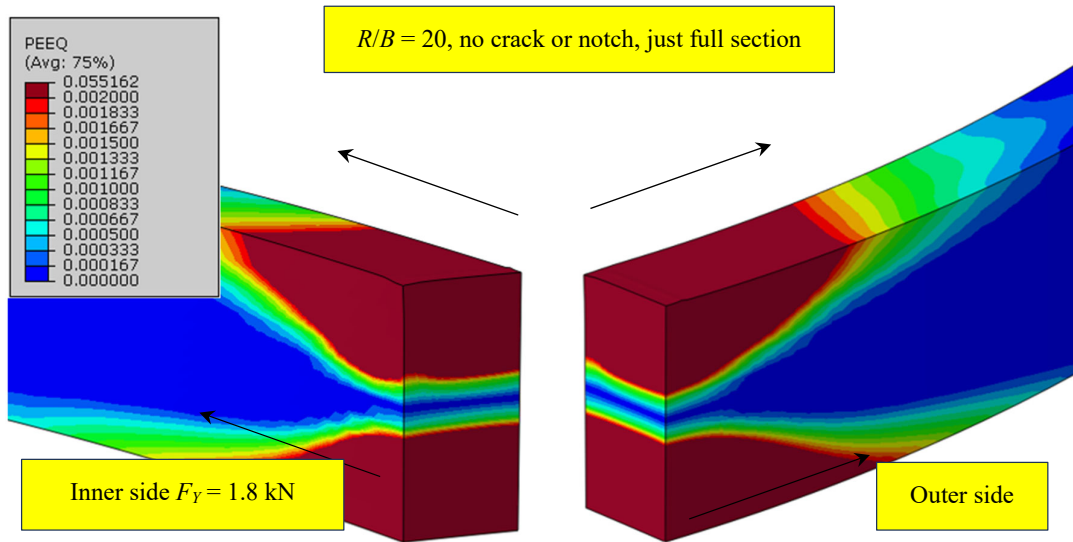 R/B = 20, no crack or notch, just full section
PEEQ
(Avg: 75%)
0.055162
0.002000
0.001833
0.001667
0.001500
0.001333
0.001167
0.001000
0.000833
0.000667
0.000500
0.000333
0.000167
0.000000
Inner side F_Y = 1.8 kN
Outer side